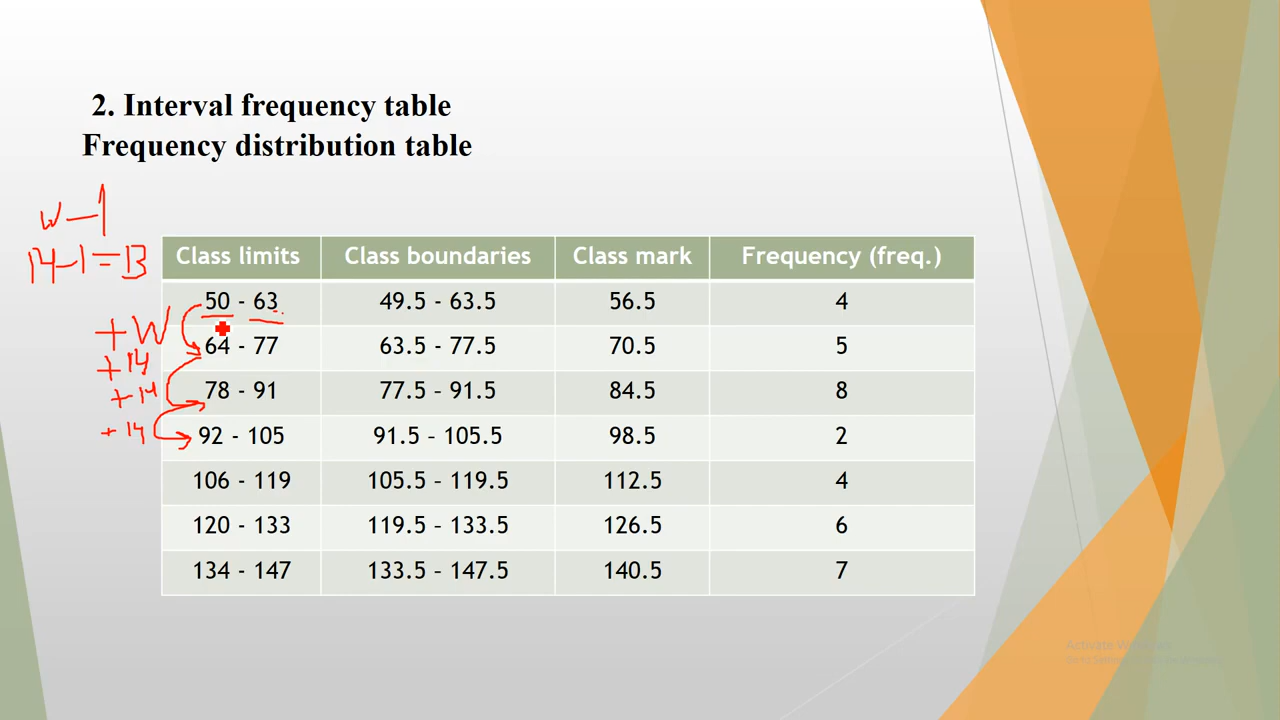 2. Interval frequency table
Frequency distribution table
w-1
14-1=13
+W
+14
+14
+14
Class limits Class boundaries Class mark Frequency (freq.)
50 - 63 49.5 - 63.5 56.5 4
64 - 77 63.5 - 77.5 70.5 5
78 - 91 77.5 - 91.5 84.5 8
92 - 105 91.5 – 105.5 98.5 2
106 - 119 105.5 – 119.5 112.5 4
120 - 133 119.5 – 133.5 126.5 6
134 - 147 133.5 – 147.5 140.5 7
Activate Windows